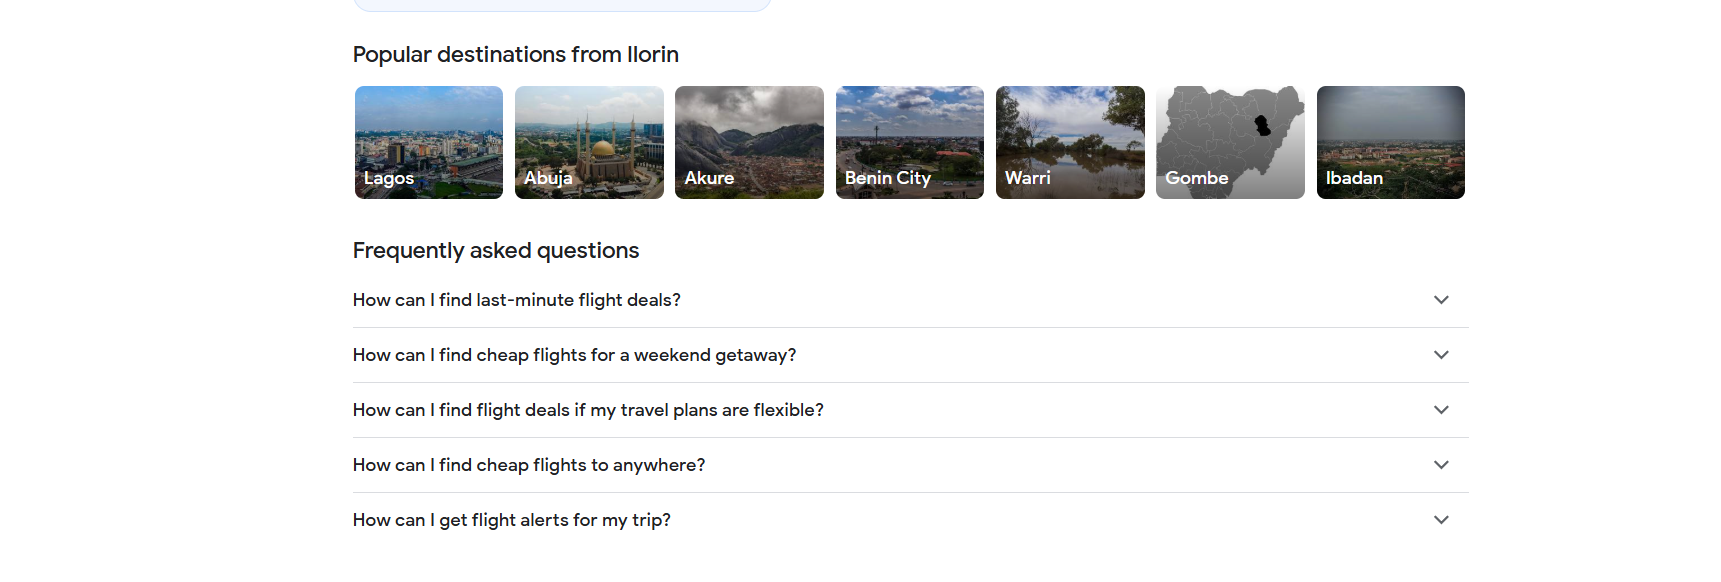 Popular destinations from Ilorin
Lagos
Abuja
Akure
Benin City
Warri
Gombe
Ibadan
Frequently asked questions
How can I find last-minute flight deals?
How can I find cheap flights for a weekend getaway?
How can I find flight deals if my travel plans are flexible?
How can I find cheap flights to anywhere?
How can I get flight alerts for my trip?